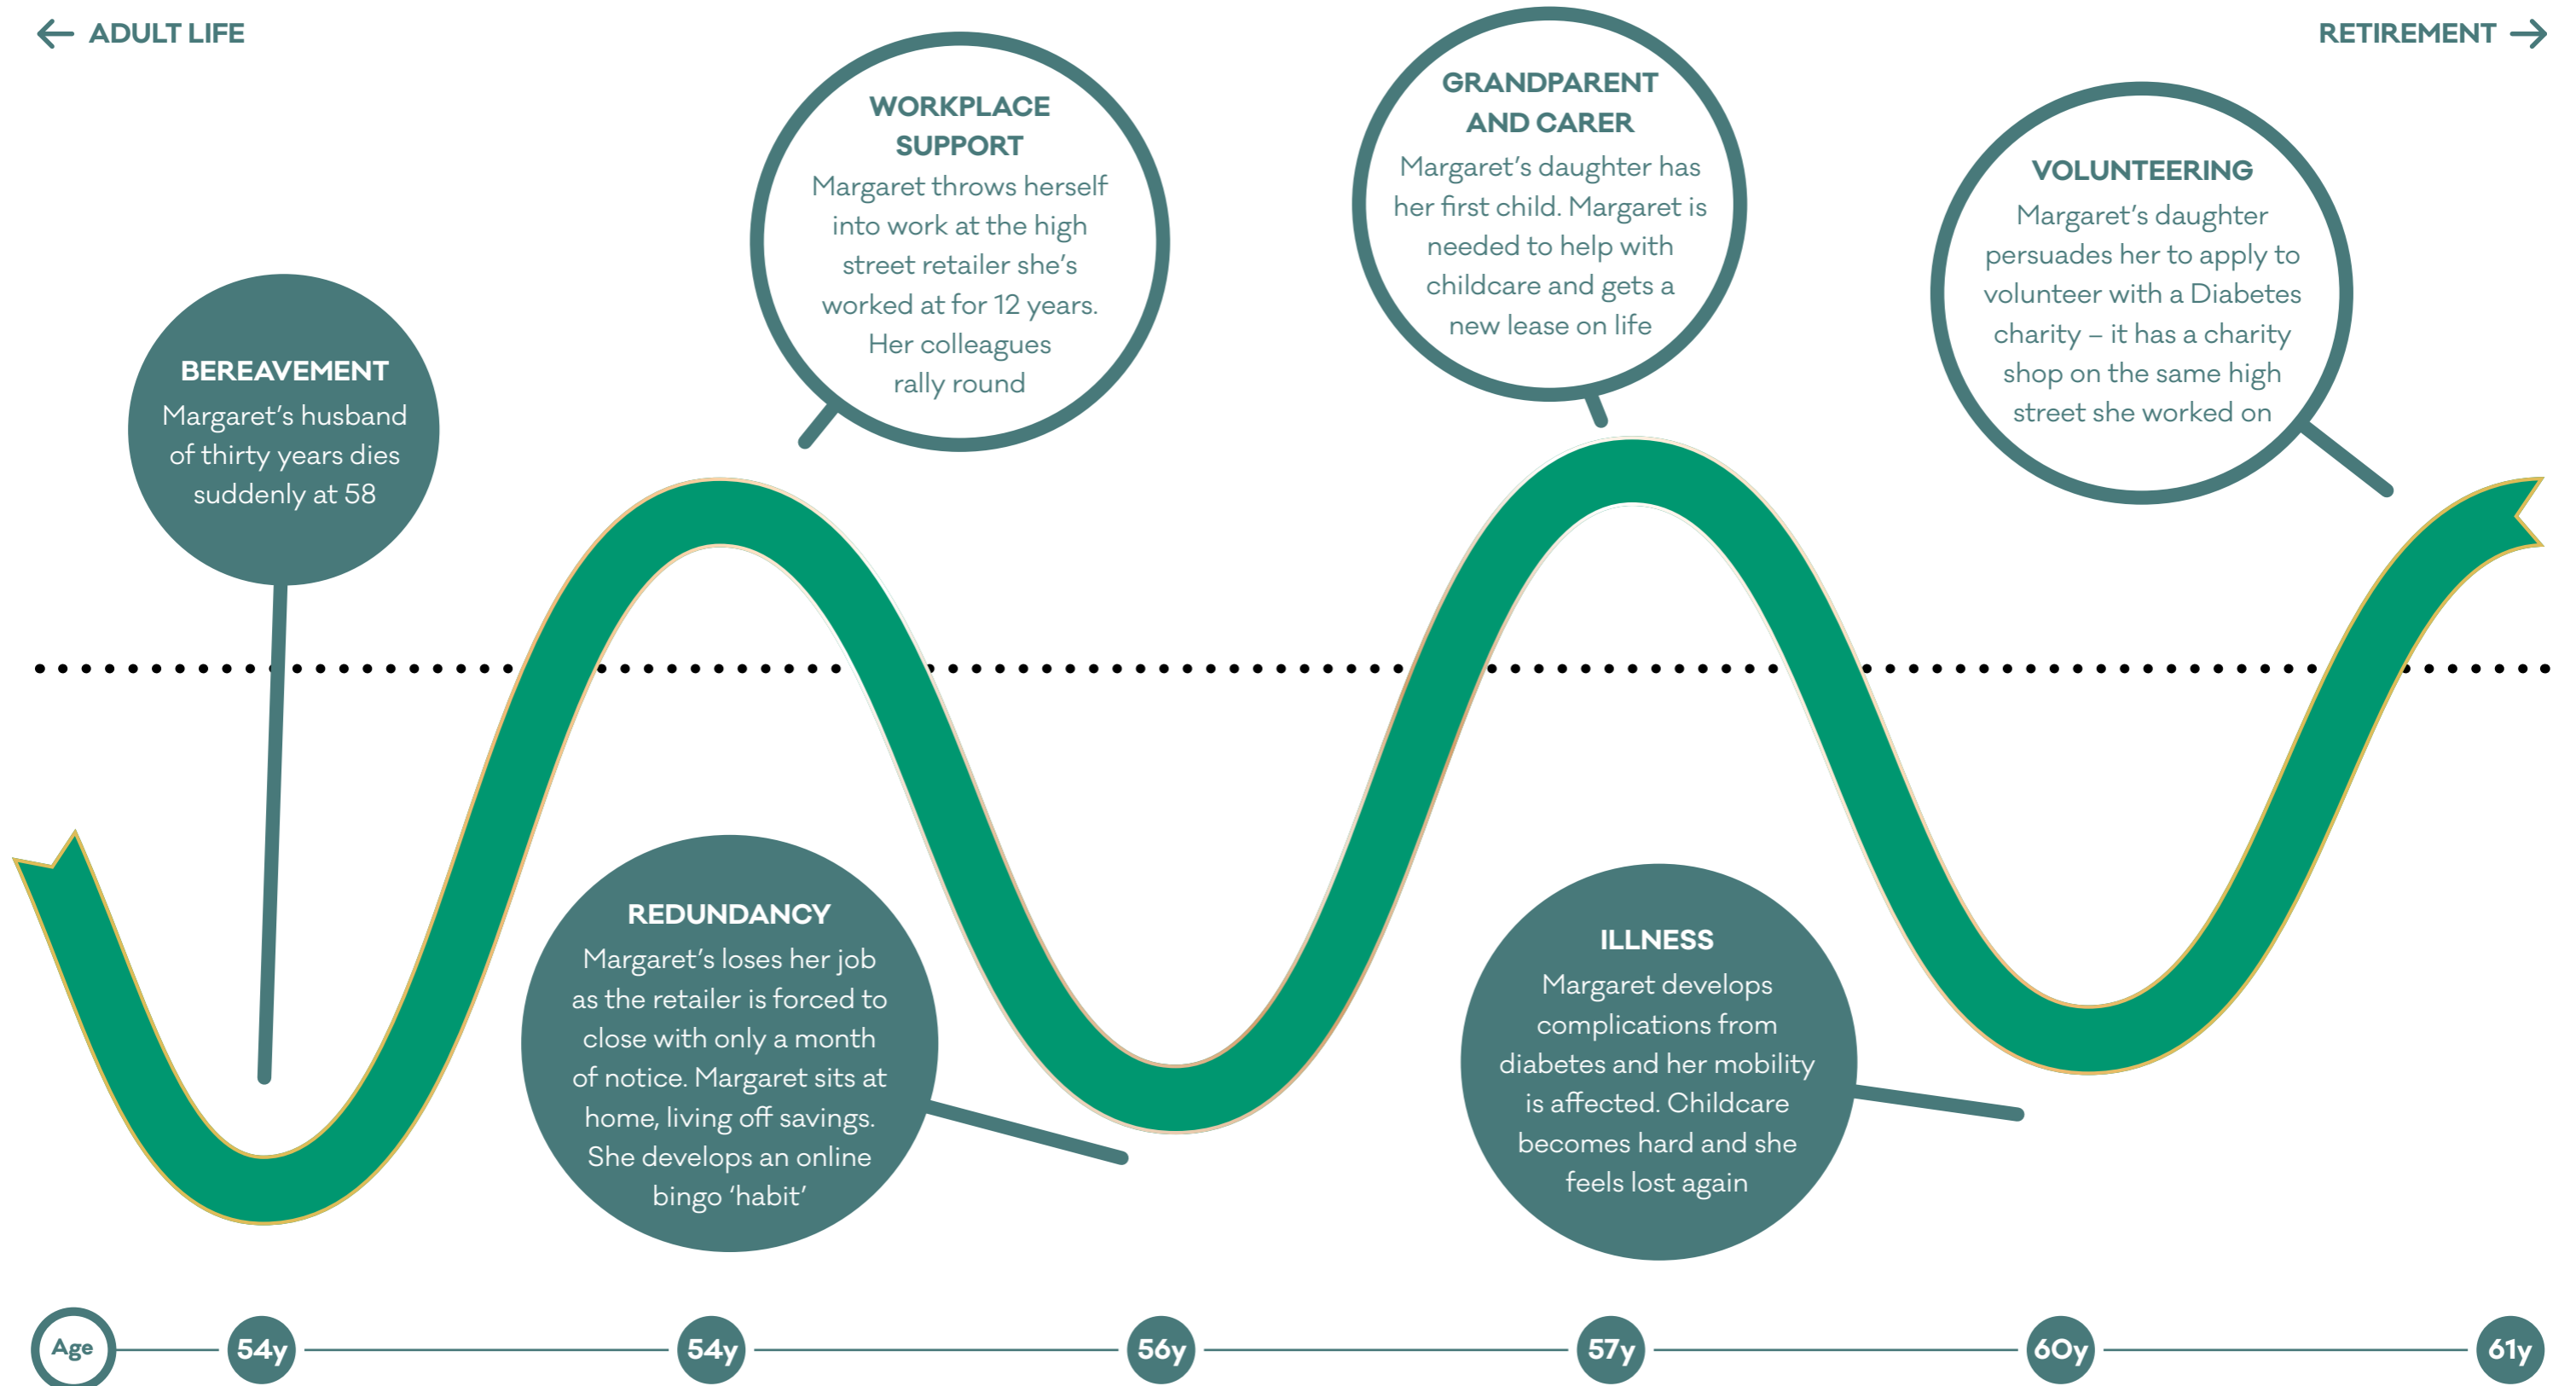 ADULT LIFE
RETIREMENT
BEREAVEMENT
Margaret’s husband
of thirty years dies
suddenly at 58
WORKPLACE
SUPPORT
Margaret throws herself
into work at the high
street retailer she’s
worked at for 12 years.
Her colleagues
rally round
GRANDPARENT
AND CARER
Margaret’s daughter has
her first child. Margaret is
needed to help with
childcare and gets a
new lease on life
VOLUNTEERING
Margaret’s daughter
persuades her to apply to
volunteer with a Diabetes
charity – it has a charity
shop on the same high
street she worked on
REDUNDANCY
Margaret’s loses her job
as the retailer is forced to
close with only a month
of notice. Margaret sits at
home, living off savings.
She develops an online
bingo ‘habit’
ILLNESS
Margaret develops
complications from
diabetes and her mobility
is affected. Childcare
becomes hard and she
feels lost again
Age
54y
54y
56y
57y
60y
61y